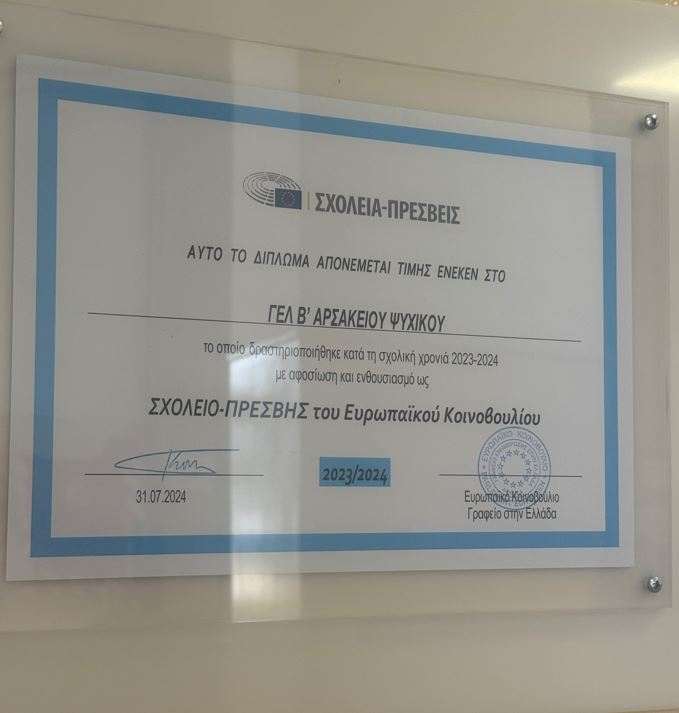 ΣΧΟΛΕΙΑ-ΠΡΕΣΒΕΙΣ
ΑΥΤΟ ΤΟ ΔΙΠΛΩΜΑ ΑΠΟΝΕΜΕΤΑΙ ΤΙΜΗΣ ΕΝΕΚΕΝ ΣΤΟ
ΓΕΛ Β' ΑΡΣΑΚΕΙΟΥ ΨΥΧΙΚΟΥ
το οποίο δραστηριοποιήθηκε κατά τη σχολική χρονιά 2023-2024
με αφοσίωση και ενθουσιασμό ως
ΣΧΟΛΕΙΟ-ΠΡΕΣΒΗΣ του Ευρωπαϊκού Κοινοβουλίου
2023/2024
31.07.2024
Ευρωπαϊκό Κοινοβούλιο
Γραφείο στην Ελλάδα